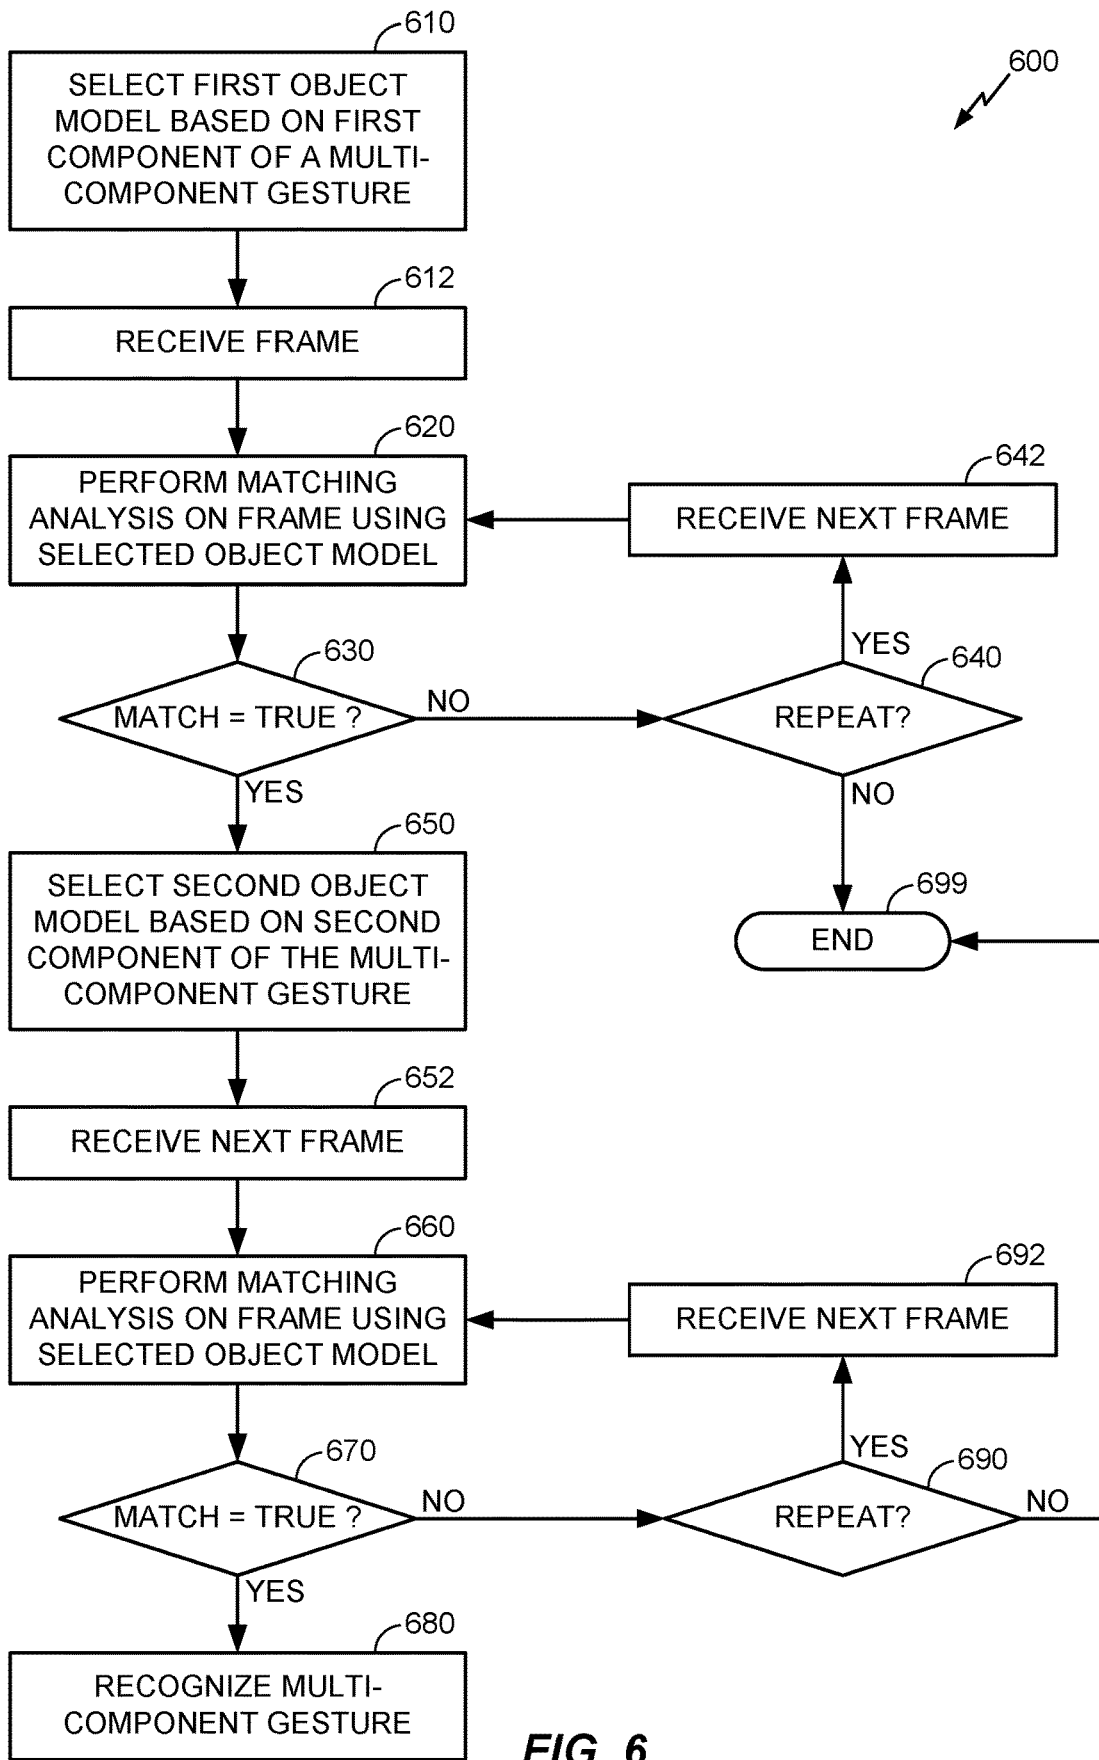 610
SELECT FIRST OBJECT
MODEL BASED ON FIRST
COMPONENT OF A MULTI-
COMPONENT GESTURE
600
612
RECEIVE FRAME
620
PERFORM MATCHING
ANALYSIS ON FRAME USING
SELECTED OBJECT MODEL
642
RECEIVE NEXT FRAME
630
MATCH = TRUE ?
NO
YES
YES
640
REPEAT?
NO
650
SELECT SECOND OBJECT
MODEL BASED ON SECOND
COMPONENT OF THE MULTI-
COMPONENT GESTURE
699
END
652
RECEIVE NEXT FRAME
660
PERFORM MATCHING
ANALYSIS ON FRAME USING
SELECTED OBJECT MODEL
692
RECEIVE NEXT FRAME
670
MATCH = TRUE ?
NO
YES
YES
690
REPEAT?
NO
680
RECOGNIZE MULTI-
COMPONENT GESTURE
FIG. 6